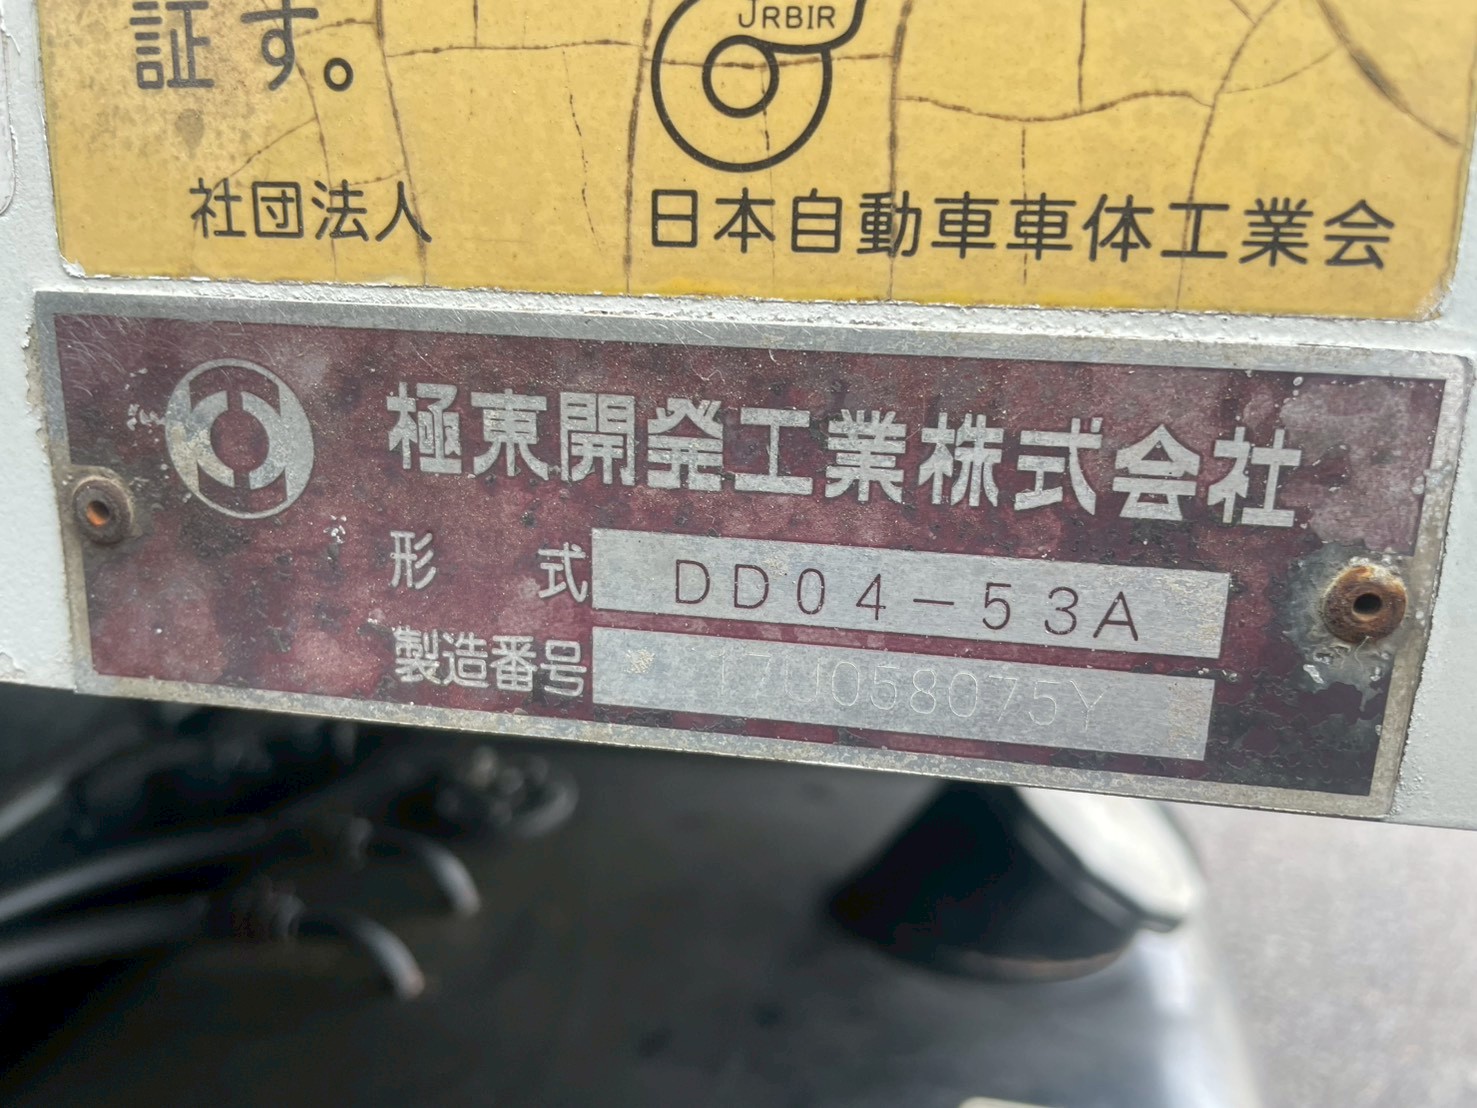 JRBIR
証す。
社団法人 日本自動車車体工業会
極東開発工業株式会社
形式 DD04-53A
製造番号 17U058075Y